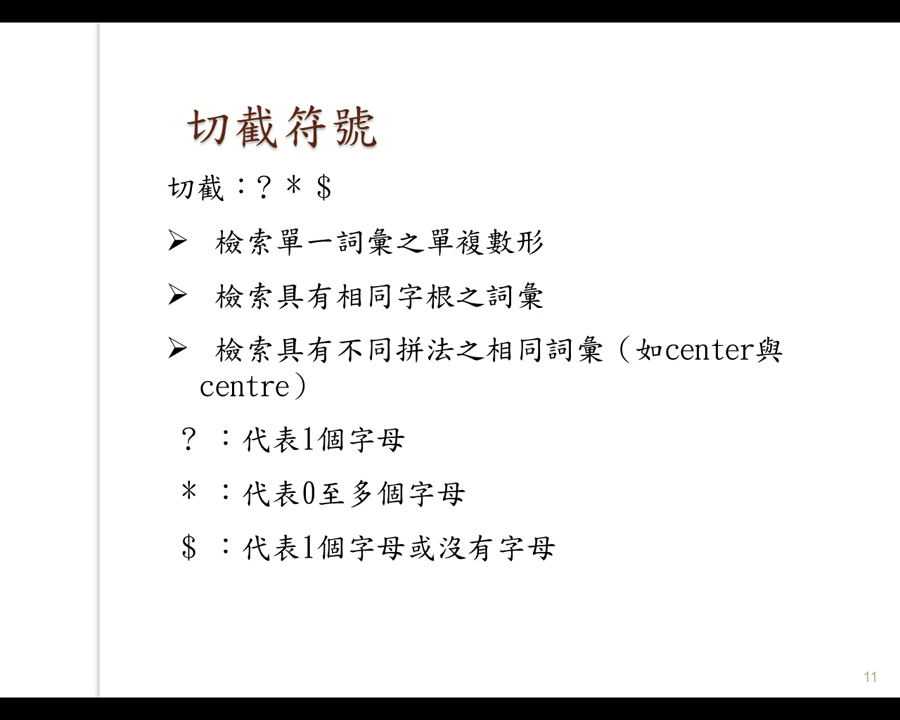 切截符號
切截：? * $
➢ 檢索單一詞彙之單複數形
➢ 檢索具有相同字根之詞彙
➢ 檢索具有不同拼法之相同詞彙（如center與
centre）
? ：代表1個字母
* ：代表0至多個字母
$ ：代表1個字母或沒有字母
11